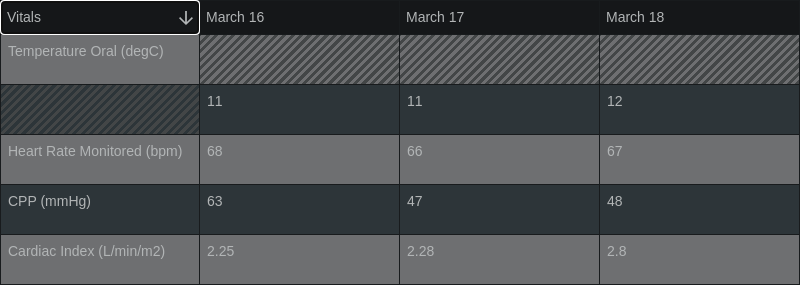 Vitals March 16 March 17 March 18
Temperature Oral (degC)
11 11 12
Heart Rate Monitored (bpm) 68 66 67
CPP (mmHg) 63 47 48
Cardiac Index (L/min/m2) 2.25 2.28 2.8